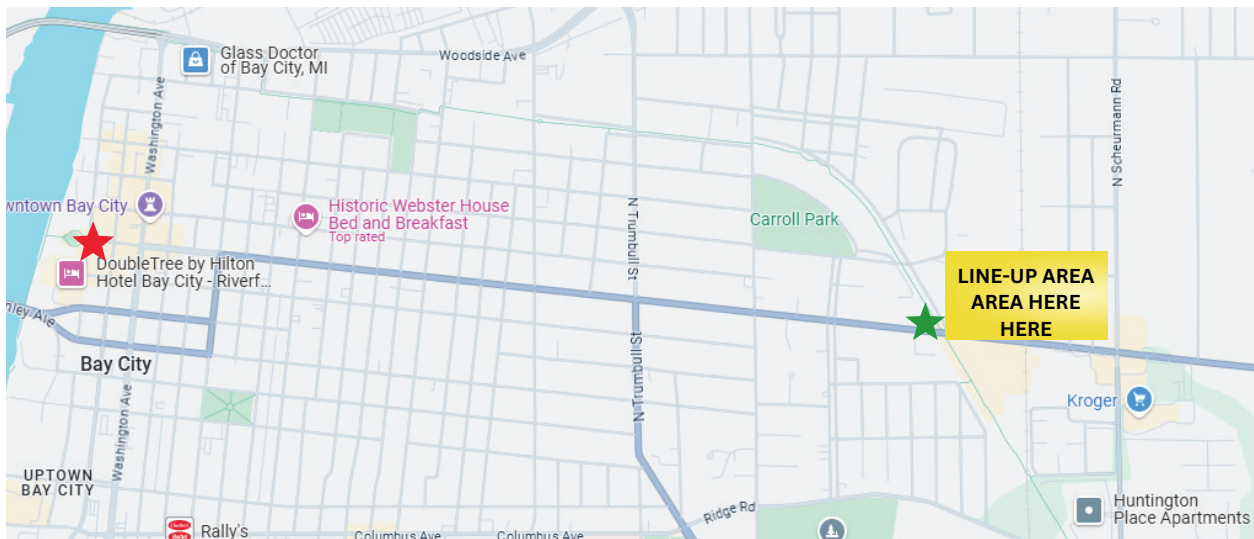 Glass Doctor
of Bay City, MI
Woodside Ave
Washington Ave
N Scheurmann Rd
wntown Bay City
Historic Webster House
Bed and Breakfast
Top rated
N Trumbull St
Carroll Park
DoubleTree by Hilton
Hotel Bay City - Riverf...
LINE-UP AREA
AREA HERE
HERE
nley Ave
Bay City
N Trumbull St
Kroger
Washington Ave
UPTOWN
BAY CITY
Ridge Rd
Huntington
Place Apartments
Rally's
Columbus Ave
Columbus Ave